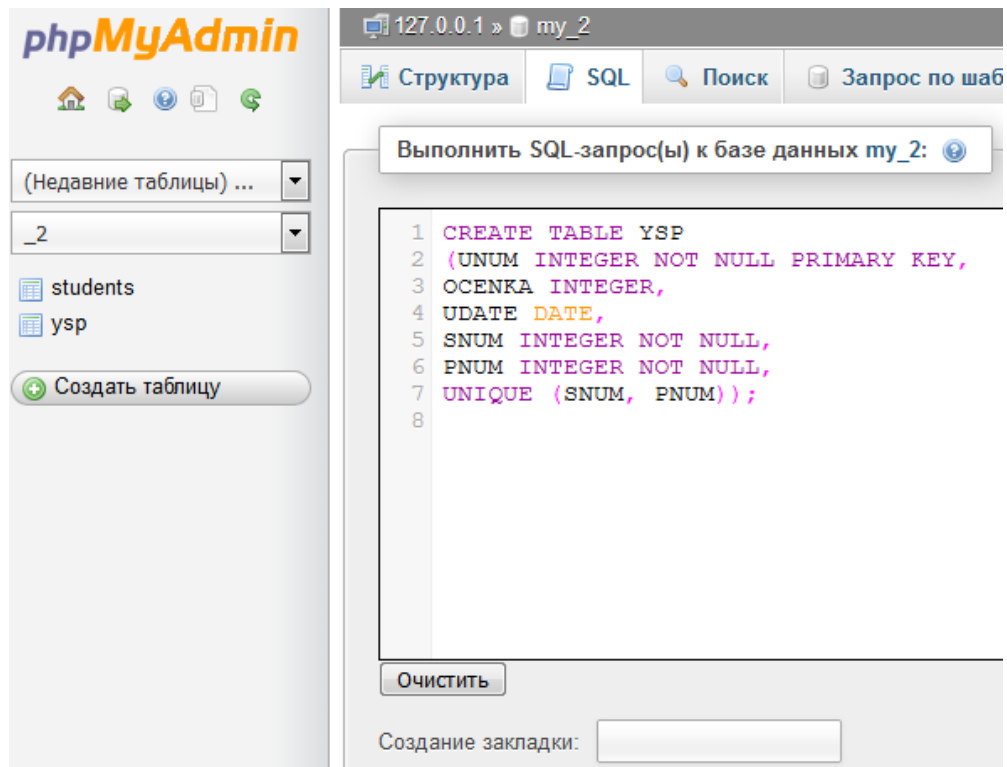 phpMyAdmin
(Недавние таблицы) ...
_2
students
ysp
Создать таблицу
127.0.0.1 » my_2
Структура SQL Поиск Запрос по шаб
Выполнить SQL-запрос(ы) к базе данных my_2:
1 CREATE TABLE YSP
2 (UNUM INTEGER NOT NULL PRIMARY KEY,
3 OCENKA INTEGER,
4 UDATE DATE,
5 SNUM INTEGER NOT NULL,
6 PNUM INTEGER NOT NULL,
7 UNIQUE (SNUM, PNUM));
8
Очистить
Создание закладки: